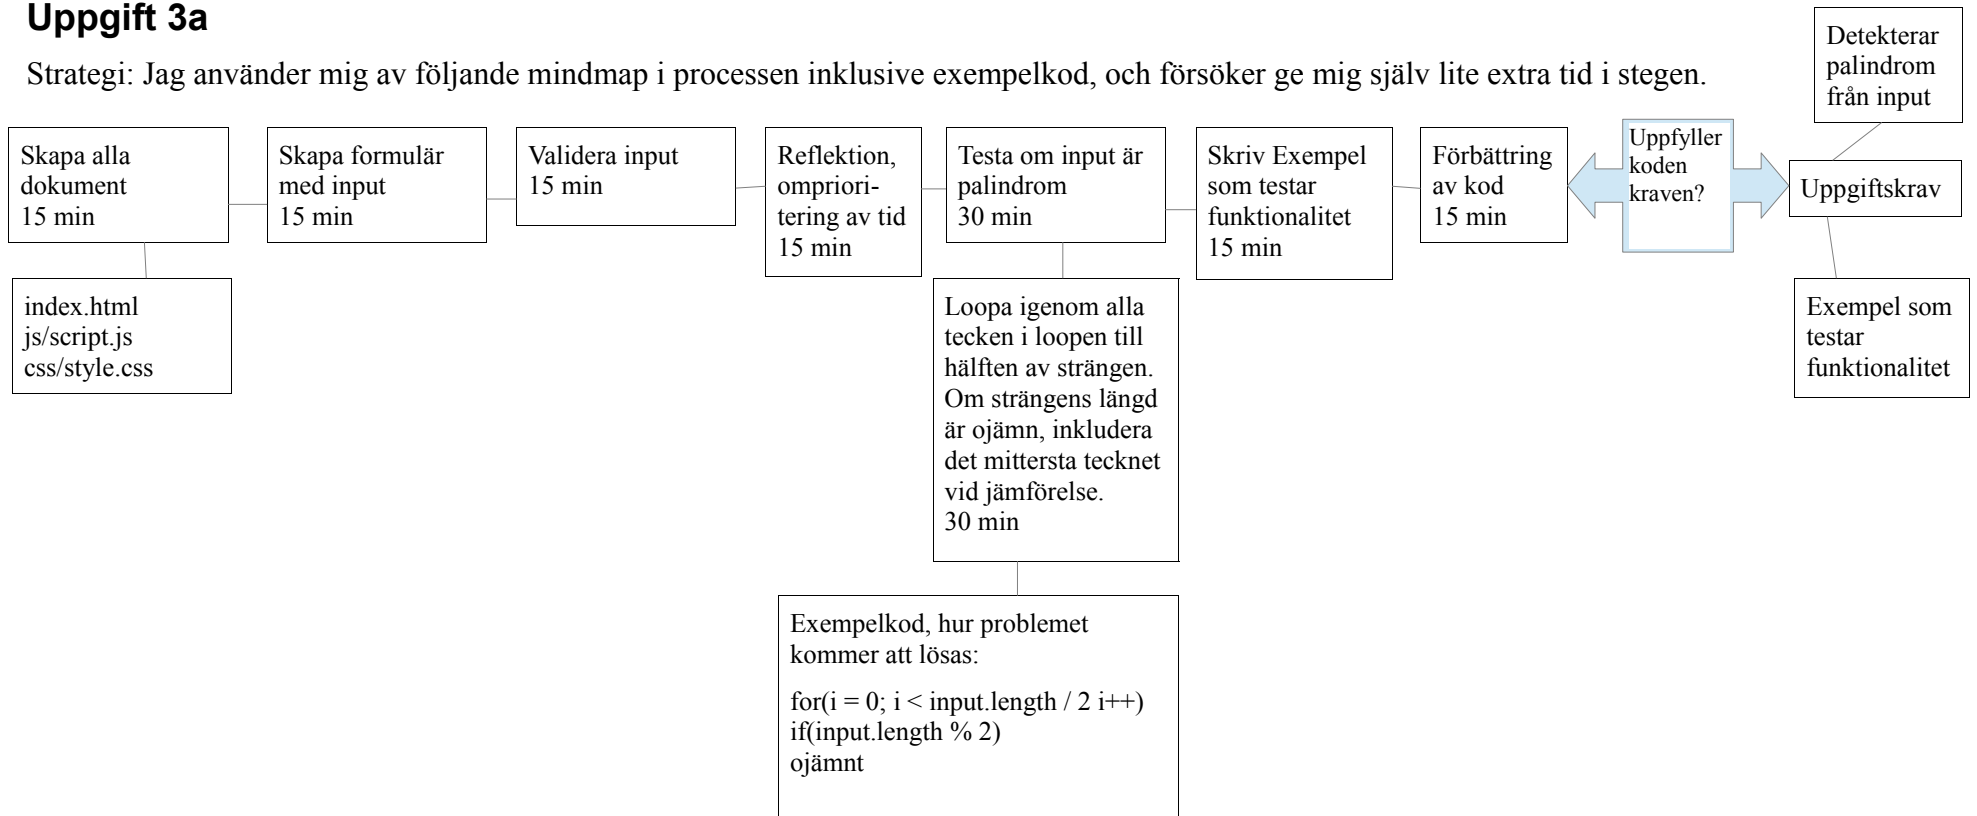 Uppgift 3a
Strategi: Jag använder mig av följande mindmap i processen inklusive exempelkod, och försöker ge mig själv lite extra tid i stegen.
Skapa alla
dokument
15 min
index.html
js/script.js
css/style.css
Skapa formulär
med input
15 min
Validera input
15 min
Reflektion,
ompriori-
tering av tid
15 min
Testa om input är
palindrom
30 min
Loopa igenom alla
tecken i loopen till
hälften av strängen.
Om strängens längd
är ojämn, inkludera
det mittersta tecknet
vid jämförelse.
30 min
Exempelkod, hur problemet
kommer att lösas:
for(i = 0; i < input.length / 2 i++)
if(input.length % 2)
ojämnt
Skriv Exempel
som testar
funktionalitet
15 min
Förbättring
av kod
15 min
Uppfyller
koden
kraven?
Detekterar
palindrom
från input
Uppgiftskrav
Exempel som
testar
funktionalitet